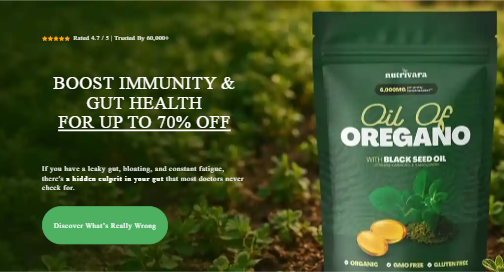 Rated 4.7 / 5 | Trusted By 60,000+
BOOST IMMUNITY &
GUT HEALTH
FOR UP TO 70% OFF
If you have a leaky gut, bloating, and constant fatigue,
there's a hidden culprit in your gut that most doctors never
check for.
Discover What's Really Wrong
nutrivara
6,000MG
Oil Of
OREGANO
WITH BLACK SEED OIL
ORGANIC GMO FREE GLUTEN FREE